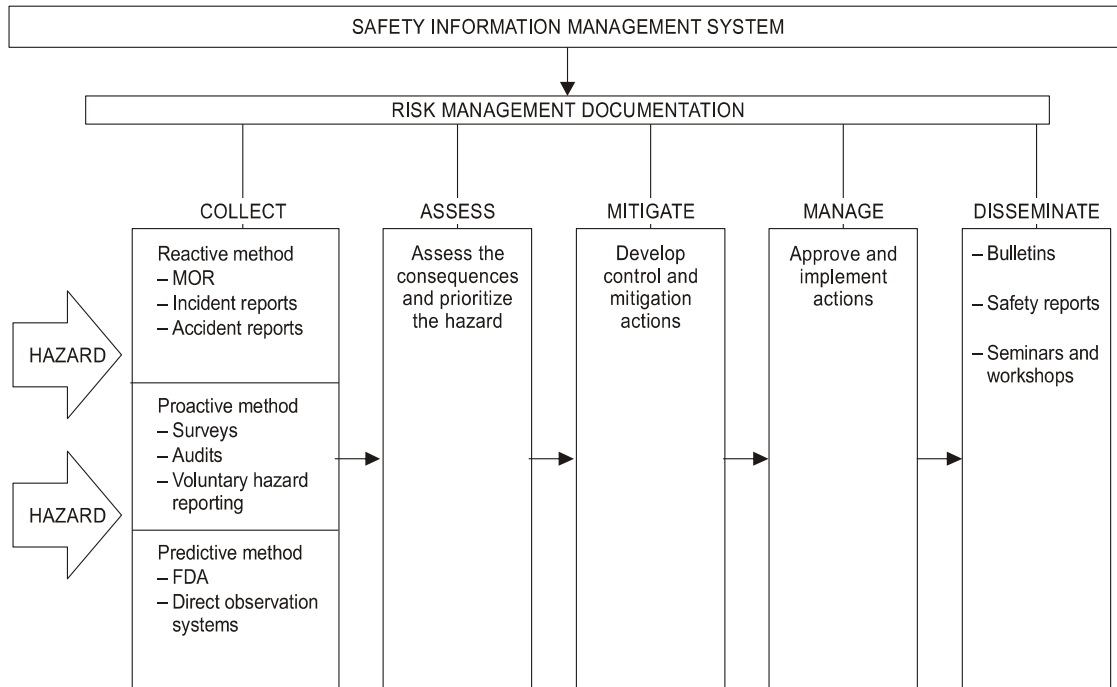 SAFETY INFORMATION MANAGEMENT SYSTEM
RISK MANAGEMENT DOCUMENTATION
COLLECT
Reactive method
– MOR
– Incident reports
– Accident reports
Proactive method
– Surveys
– Audits
– Voluntary hazard
reporting
Predictive method
– FDA
– Direct observation
systems
HAZARD
HAZARD
ASSESS
Assess the
consequences
and prioritize
the hazard
MITIGATE
Develop
control and
mitigation
actions
MANAGE
Approve and
implement
actions
DISSEMINATE
– Bulletins
– Safety reports
– Seminars and
workshops